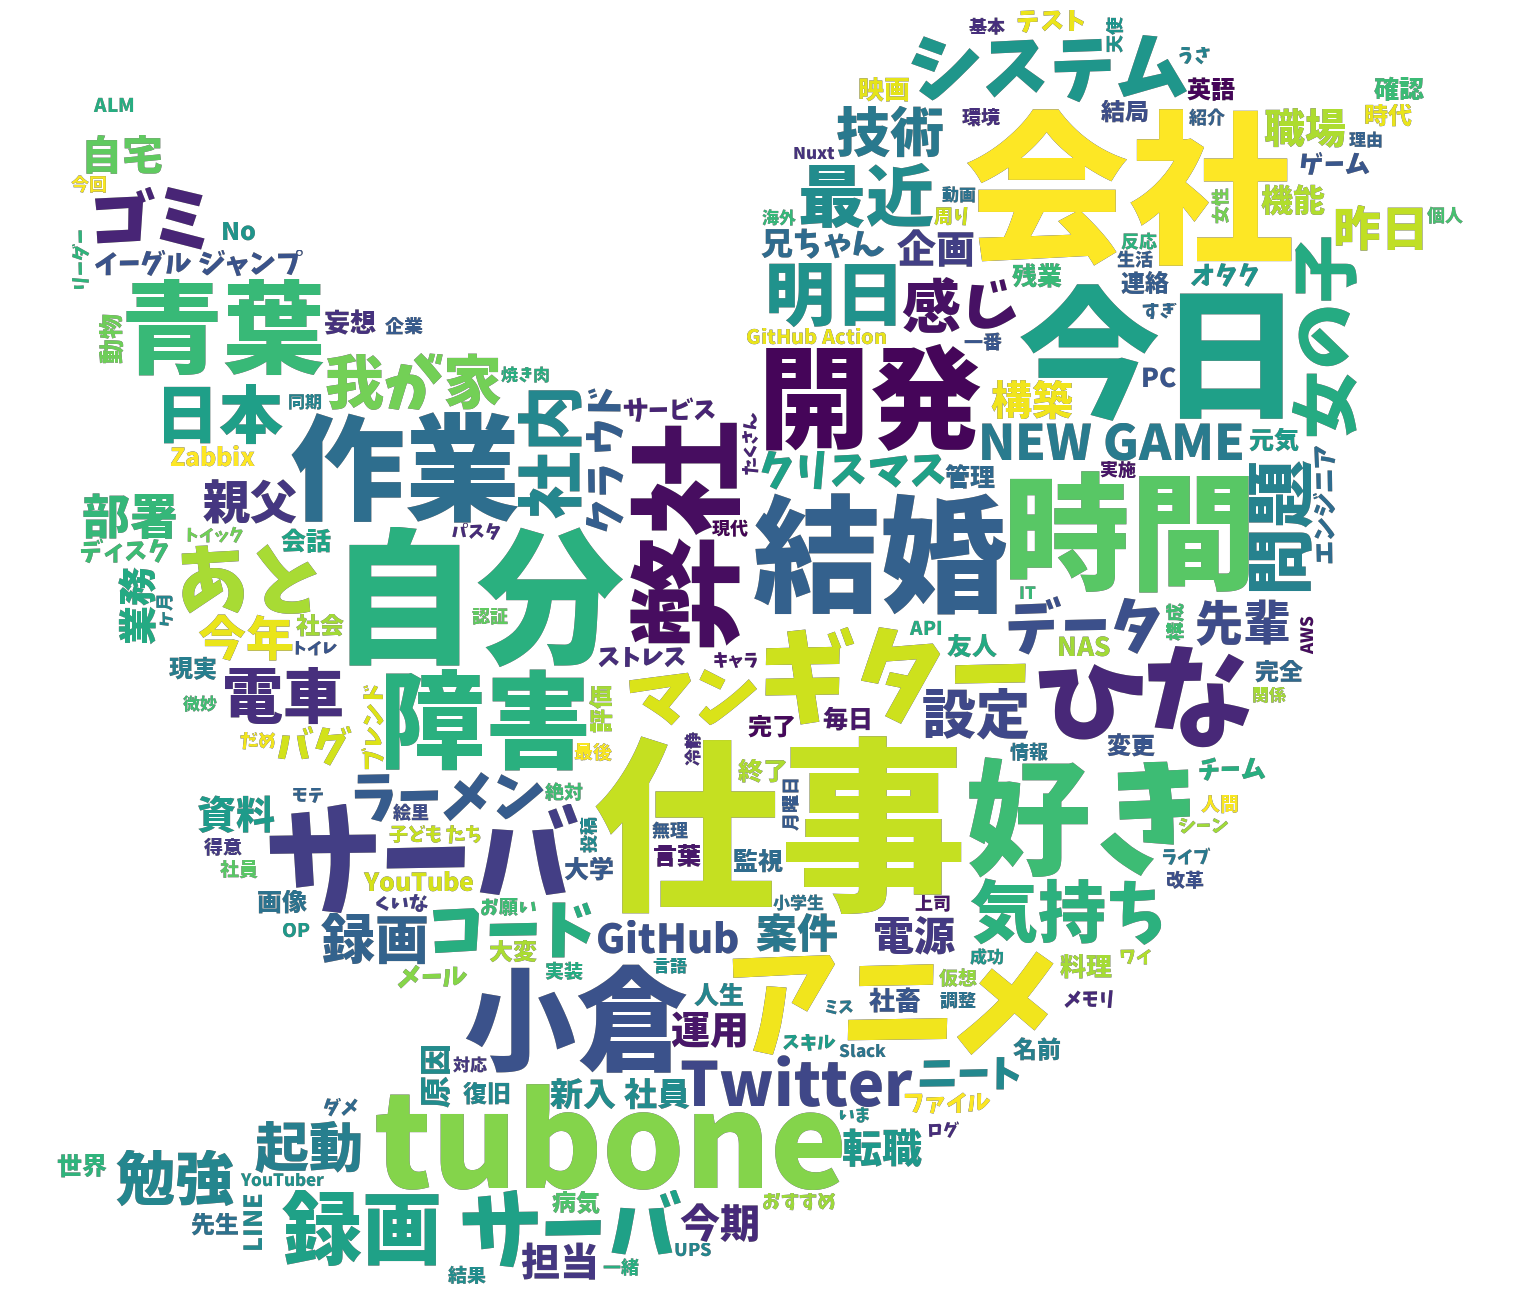 基本
テスト
天使
システム
うさ
映画
英語
確認
ALM
環境
結局
紹介
時代
技術
会社
職場
理由
自宅
Nuxt
ゲーム
今回
最近
動画
女性
機能
ゴミ
海外
周り
昨日
個人
No
兄ちゃん
企画
反応
リーダー
イーグル ジャンプ
生活
女の子
明日
残業
連絡
オタク
青葉
感じ
今日
すぎ
動物
妄想
企業
GitHub Action
一番
我が家
焼き肉
開発
PC
日本
同期
社内
クラウド
サービス
構築
作業
弊社
たくさん
NEW GAME
元気
Zabbix
クリスマス
管理
実施
問題
エンジニア
親父
部署
結婚
時間
トイック
会話
パスタ
現代
ディスク
あと
自分
業務
ヶ月
認証
IT
今年
社会
データ
構成
先輩
AWS
トイレ
API
友人
NAS
現実
ストレス
キャラ
マン
ギター
ひな
完全
電車
障害
微妙
ブレンド
評価
設定
関係
だめ
バグ
完了
毎日
最後
冷静
仕事
情報
変更
終了
好き
チーム
ラーメン
絶対
月曜日
資料
モテ
絵里
人間
サーバ
子どもたち
投稿
無理
シーン
得意
言葉
監視
社員
大学
ライブ
YouTube
改革
画像
くいな
お願い
小学生
上司
気持ち
OP
録画
コード
GitHub
案件
電源
大変
成功
メール
実装
言語
アニメ
仮想
料理
ワイ
小倉
人生
社畜
調整
メモリ
ミス
運用
スキル
Slack
名前
原因
対応
Twitter
ニート
復旧
新入 社員
ファイル
ダメ
tubone
いま
起動
転職
ログ
世界
勉強
YouTuber
録画 サーバ
病気
おすすめ
先生
LINE
今期
担当
UPS
結果
一緒